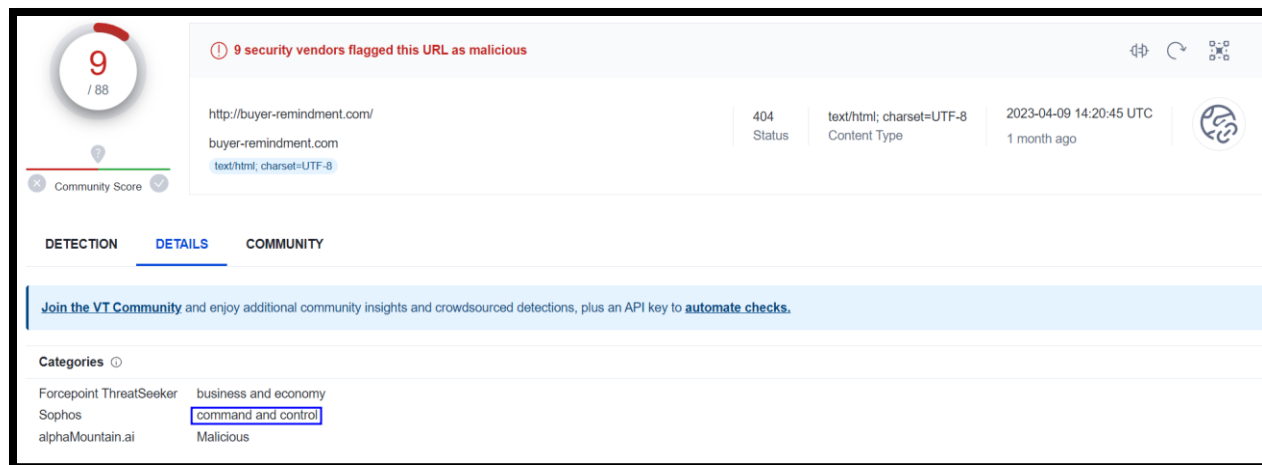 9
/ 88
Community Score
9 security vendors flagged this URL as malicious
http://buyer-remindment.com/
buyer-remindment.com
text/html; charset=UTF-8
404
Status
text/html; charset=UTF-8
Content Type
2023-04-09 14:20:45 UTC
1 month ago
DETECTION DETAILS COMMUNITY
Join the VT Community and enjoy additional community insights and crowdsourced detections, plus an API key to automate checks.
Categories
Forcepoint ThreatSeeker business and economy
Sophos command and control
alphaMountain.ai Malicious